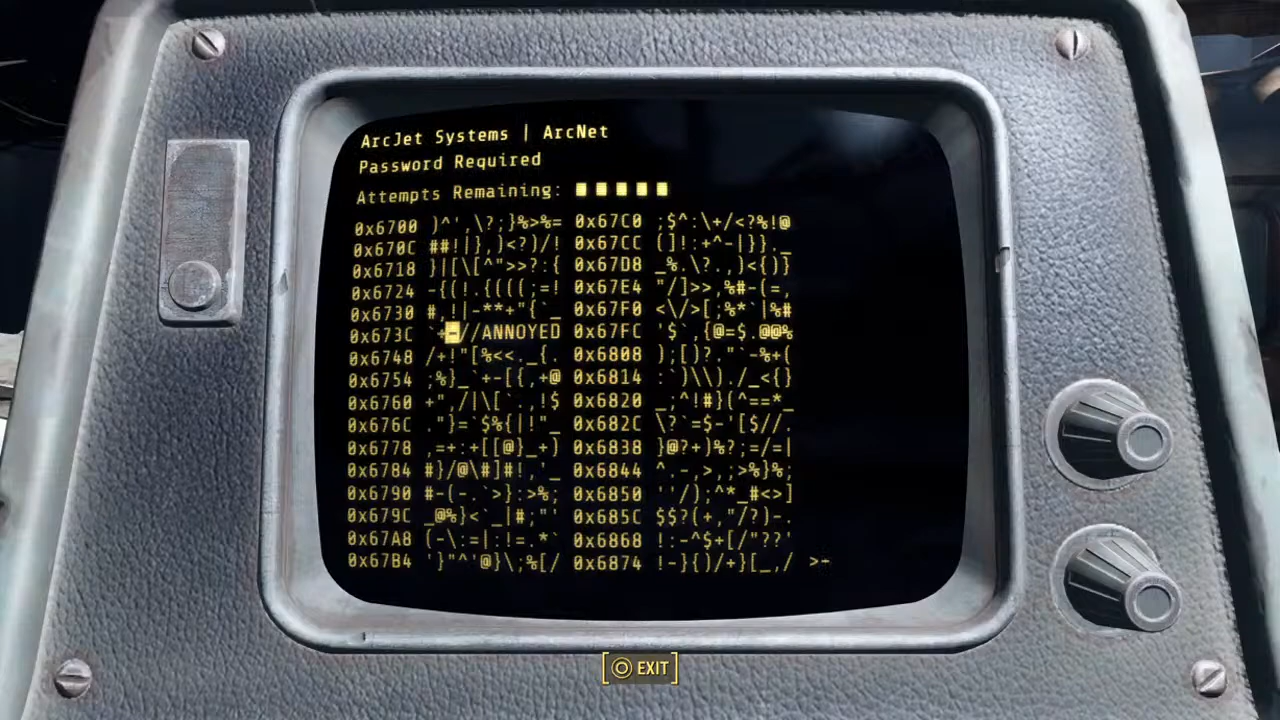 ArcJet Systems | ArcNet
Password Required
Attempts Remaining: ■ ■ ■ ■ ■
0x6700 )^',\?;}%>%= 0x67C0 ;$^:\+/<?%!@
0x670C ##!|},)<?)/! 0x67CC (]!:+^-|}}._
0x6718 }|[\[^">>?:{ 0x67D8 _%.\?.,)<{)}
0x6724 -{(!.{(((;=! 0x67E4 "/]>>,%#-(=,
0x6730 #,!|-**+"{`_ 0x67F0 <\/>[;%*`|%#
0x673C `+-//ANNOYED 0x67FC '$`,{@=$.@@%
0x6748 /+!"[%<<._{. 0x6808 );[)?."`-%+(
0x6754 ;%}_`+-[{,+@ 0x6814 :`)\\)./_<{}
0x6760 +",/|\[`:,!$ 0x6820 _;^!#}(^==*_
0x676C ."}=`$%{|!"_ 0x682C \?`=$-'[$//.
0x6778 ,=+:+[[@}_+) 0x6838 }@?+)%?;=/=|
0x6784 #}/@\#]#!,'_ 0x6844 ^.-,>,;>%}%;
0x6790 #-(-.`>}:>%; 0x6850 ''/);^*_#<>]
0x679C _@%}<`_|#;"' 0x685C $$?(+,"/?)-.
0x67A8 (-\:=|:!=.*` 0x6868 !:-^$+[/"??'
0x67B4 '}"^'@}\;%[/ 0x6874 !-}{)/+}[_,/ >-
EXIT